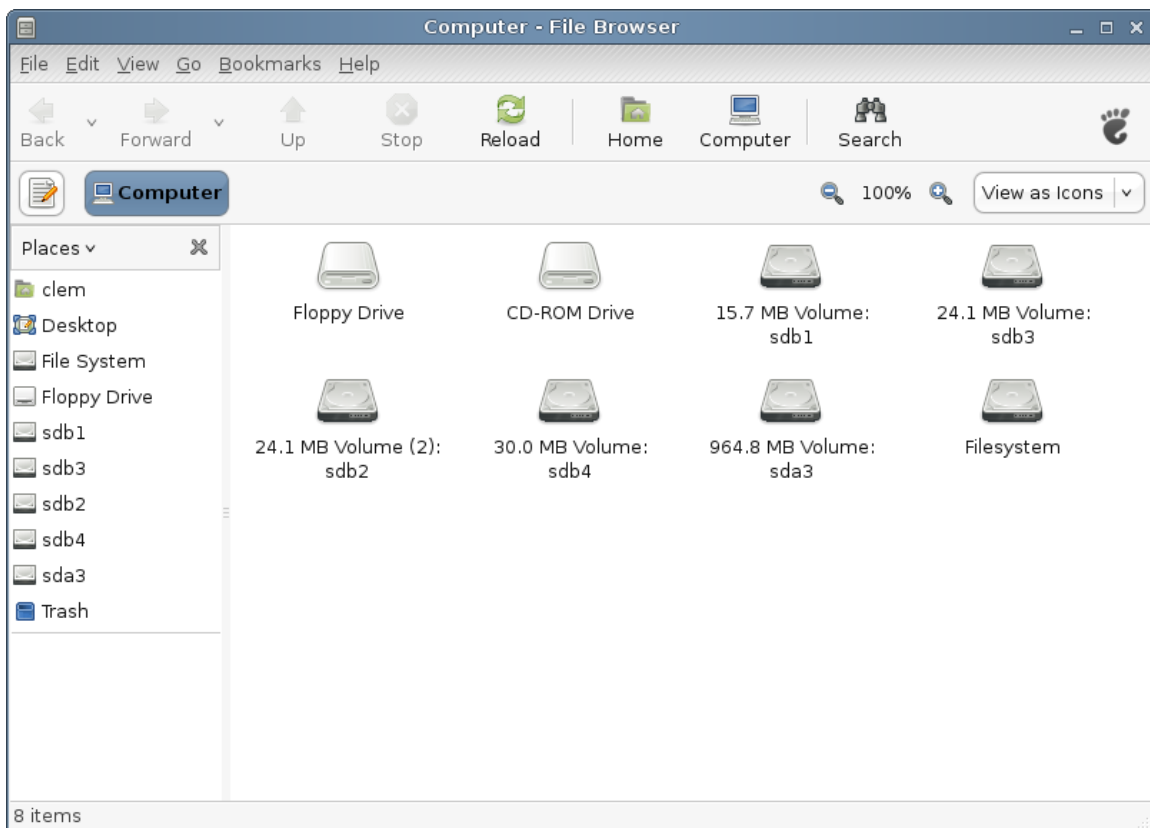 Computer - File Browser
File Edit View Go Bookmarks Help
Back Forward Up Stop Reload Home Computer Search
Computer 100% View as Icons
Places
clem
Desktop
File System
Floppy Drive
sdb1
sdb3
sdb2
sdb4
sda3
Trash
Floppy Drive
CD-ROM Drive
15.7 MB Volume:
sdb1
24.1 MB Volume:
sdb3
24.1 MB Volume (2):
sdb2
30.0 MB Volume:
sdb4
964.8 MB Volume:
sda3
Filesystem
8 items